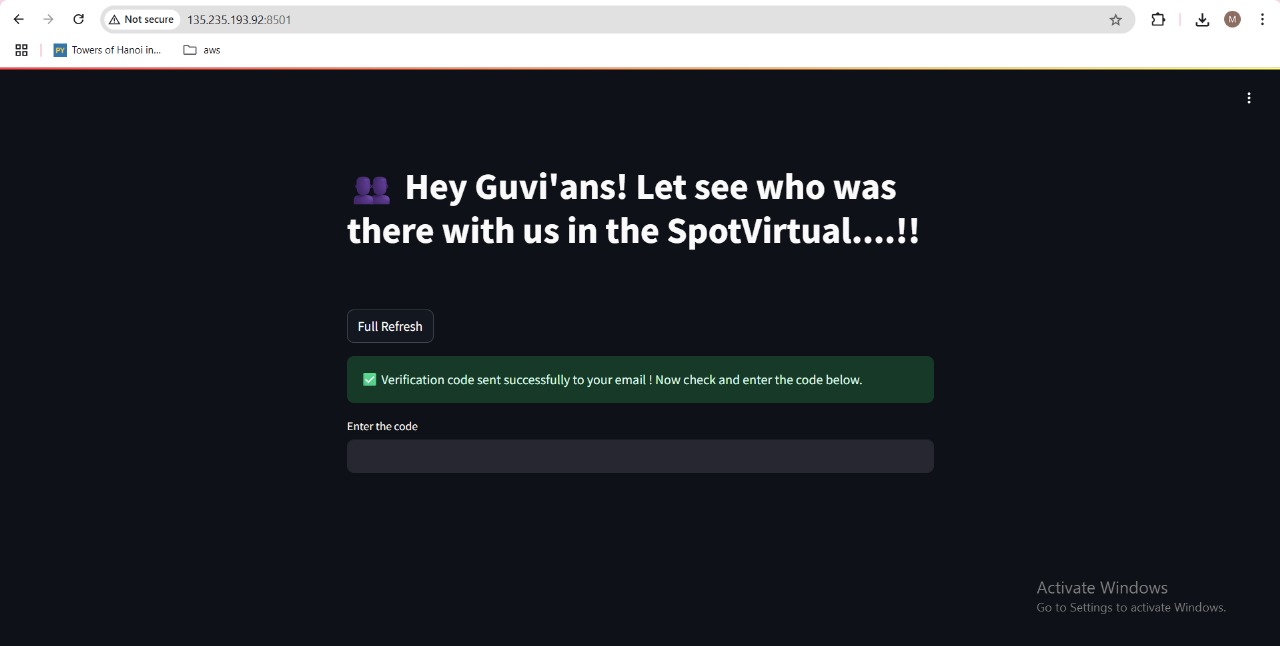 Not secure 135.235.193.92:8501 M
PY Towers of Hanoi in... aws
👥 Hey Guvi'ans! Let see who was
there with us in the SpotVirtual....!!
Full Refresh
✅ Verification code sent successfully to your email ! Now check and enter the code below.
Enter the code
Activate Windows
Go to Settings to activate Windows.